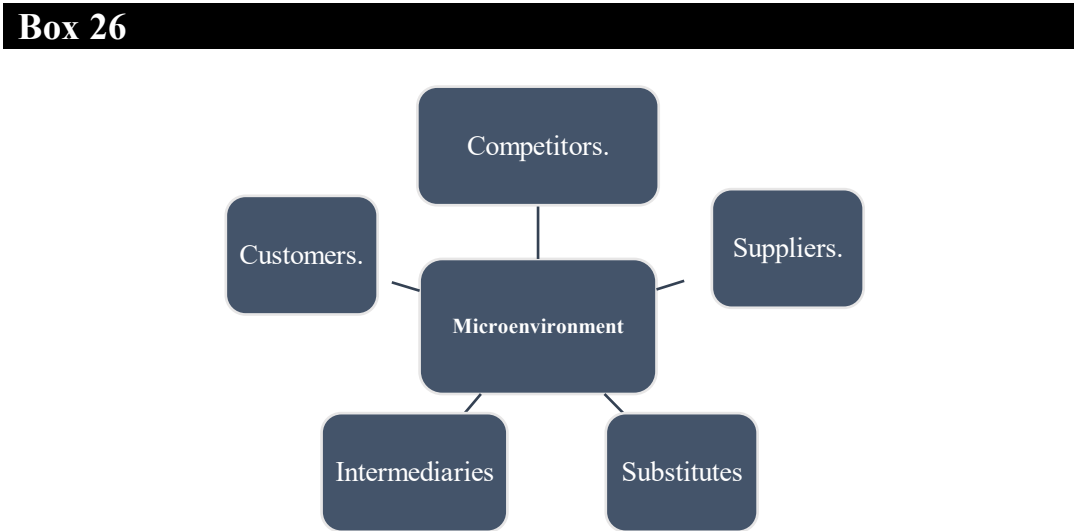 Box 26
Competitors.
Customers.
Suppliers.
Microenvironment
Intermediaries
Substitutes